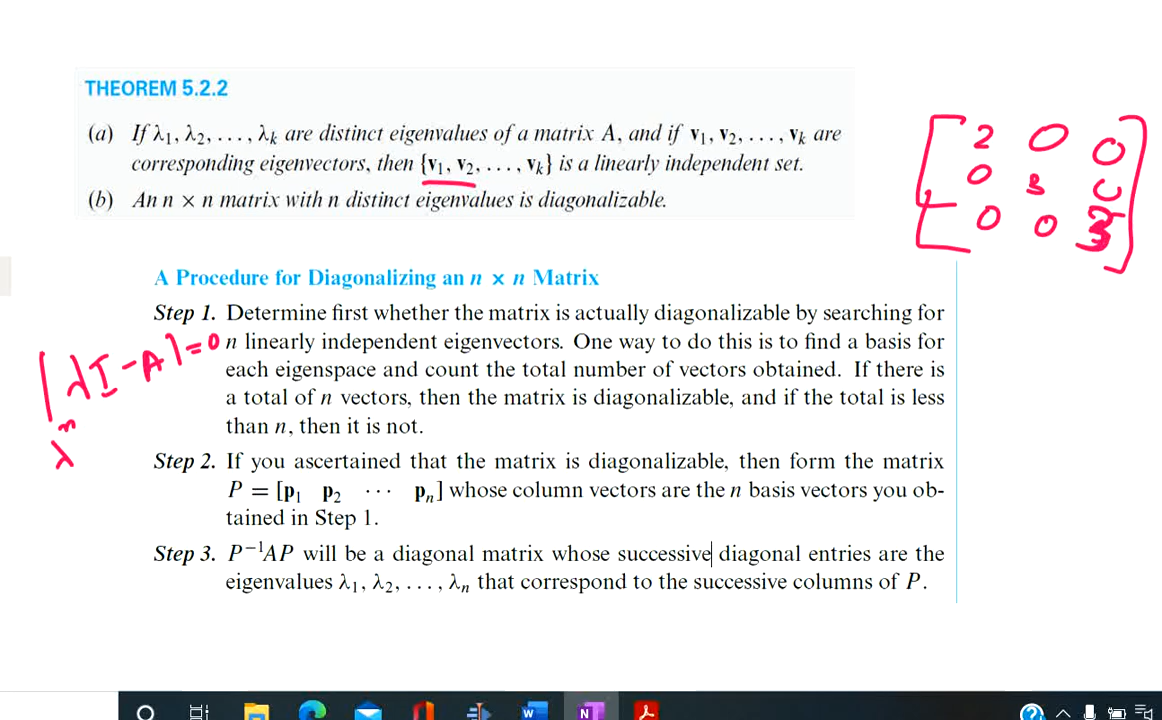 THEOREM 5.2.2
(a) If λ₁, λ₂, . . . , λₖ are distinct eigenvalues of a matrix A, and if v₁, v₂, . . . , vₖ are
corresponding eigenvectors, then {v₁, v₂, . . . , vₖ} is a linearly independent set.
(b) An n × n matrix with n distinct eigenvalues is diagonalizable.
2 0 0
0 3
0 0
A Procedure for Diagonalizing an n × n Matrix
Step 1. Determine first whether the matrix is actually diagonalizable by searching for
n linearly independent eigenvectors. One way to do this is to find a basis for
each eigenspace and count the total number of vectors obtained. If there is
a total of n vectors, then the matrix is diagonalizable, and if the total is less
than n, then it is not.
|λI-A|=0
λⁿ
Step 2. If you ascertained that the matrix is diagonalizable, then form the matrix
P = [p₁ p₂ ··· pₙ] whose column vectors are the n basis vectors you ob-
tained in Step 1.
Step 3. P⁻¹AP will be a diagonal matrix whose successive diagonal entries are the
eigenvalues λ₁, λ₂, . . . , λₙ that correspond to the successive columns of P.